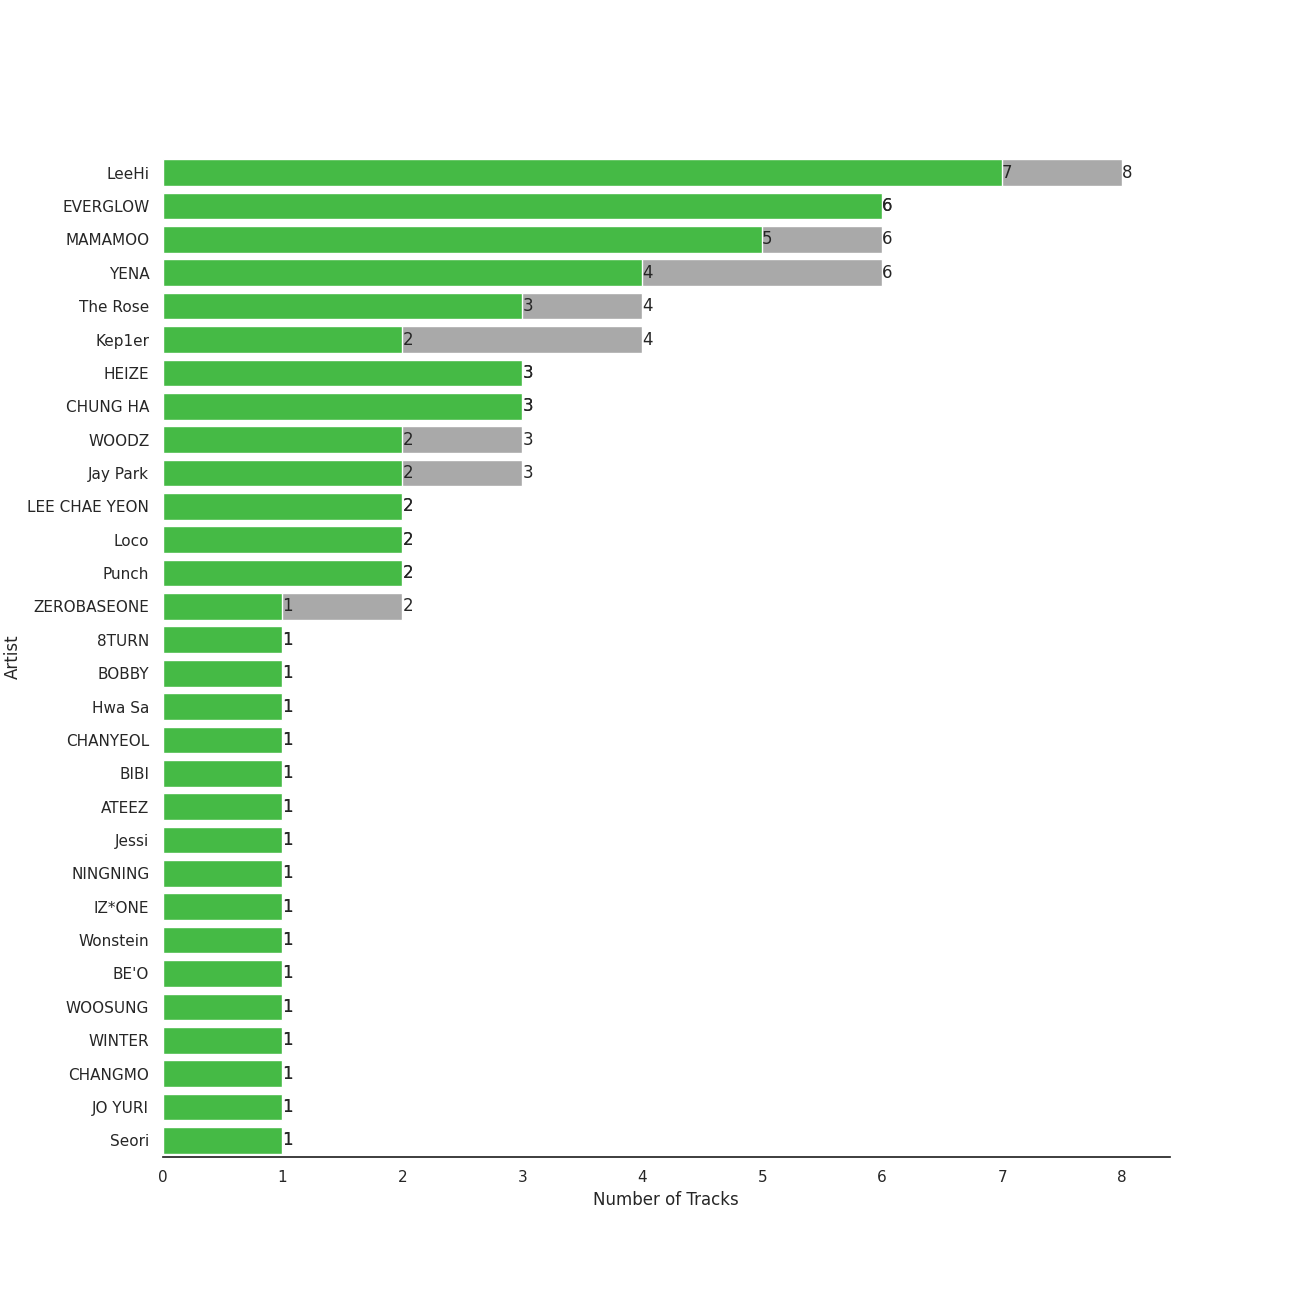 LeeHi 7 8
EVERGLOW 6
MAMAMOO 5 6
YENA 4 6
The Rose 3 4
Kep1er 2 4
HEIZE 3
CHUNG HA 3
WOODZ 2 3
Jay Park 2 3
LEE CHAE YEON 2
Loco 2
Punch 2
ZEROBASEONE 1 2
8TURN 1
BOBBY 1
Hwa Sa 1
CHANYEOL 1
BIBI 1
ATEEZ 1
Jessi 1
NINGNING 1
IZ*ONE 1
Wonstein 1
BE'O 1
WOOSUNG 1
WINTER 1
CHANGMO 1
JO YURI 1
Seori 1
0 1 2 3 4 5 6 7 8
Number of Tracks
Artist